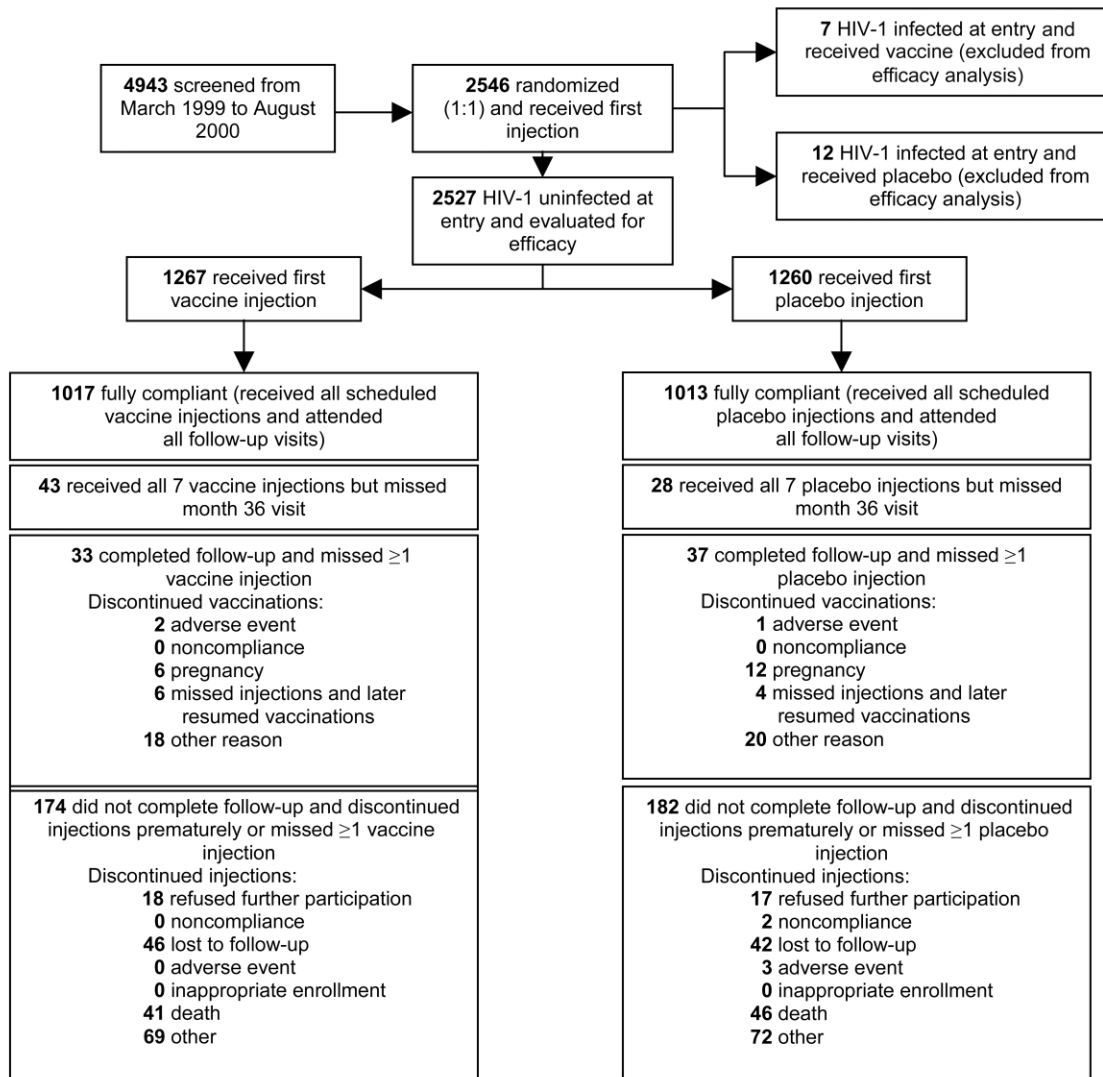 4943 screened from
March 1999 to August
2000
2546 randomized
(1:1) and received first
injection
7 HIV-1 infected at entry and
received vaccine (excluded from
efficacy analysis)
12 HIV-1 infected at entry and
received placebo (excluded from
efficacy analysis)
2527 HIV-1 uninfected at
entry and evaluated for
efficacy
1267 received first
vaccine injection
1260 received first
placebo injection
1017 fully compliant (received all scheduled
vaccine injections and attended
all follow-up visits)
43 received all 7 vaccine injections but missed
month 36 visit
33 completed follow-up and missed ≥1
vaccine injection
Discontinued vaccinations:
2 adverse event
0 noncompliance
6 pregnancy
6 missed injections and later
resumed vaccinations
18 other reason
174 did not complete follow-up and discontinued
injections prematurely or missed ≥1 vaccine
injection
Discontinued injections:
18 refused further participation
0 noncompliance
46 lost to follow-up
0 adverse event
0 inappropriate enrollment
41 death
69 other
1013 fully compliant (received all scheduled
placebo injections and attended
all follow-up visits)
28 received all 7 placebo injections but missed
month 36 visit
37 completed follow-up and missed ≥1
placebo injection
Discontinued vaccinations:
1 adverse event
0 noncompliance
12 pregnancy
4 missed injections and later
resumed vaccinations
20 other reason
182 did not complete follow-up and discontinued
injections prematurely or missed ≥1 placebo
injection
Discontinued injections:
17 refused further participation
2 noncompliance
42 lost to follow-up
3 adverse event
0 inappropriate enrollment
46 death
72 other